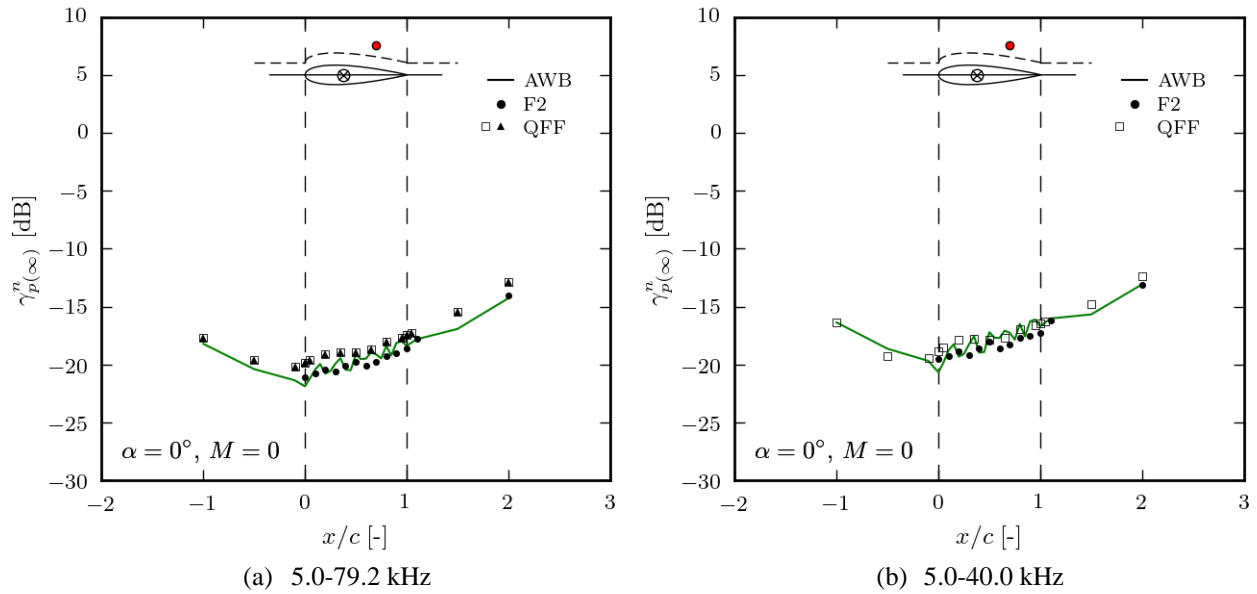 10
5
0
−5
−10
−15
−20
−25
−30
γⁿₚ₍∞₎ [dB]
AWB
F2
QFF
α = 0°, M = 0
−2 −1 0 1 2 3
x/c [-]
(a) 5.0-79.2 kHz
10
5
0
−5
−10
−15
−20
−25
−30
γⁿₚ₍∞₎ [dB]
AWB
F2
QFF
α = 0°, M = 0
−2 −1 0 1 2 3
x/c [-]
(b) 5.0-40.0 kHz